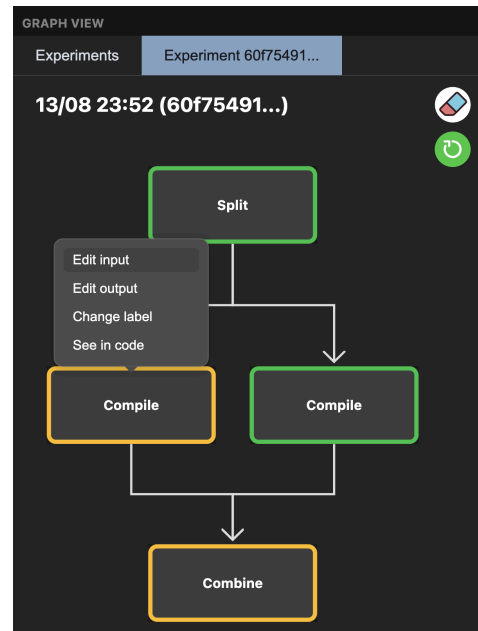 GRAPH VIEW
Experiments
Experiment 60f75491...
13/08 23:52 (60f75491...)
Split
Edit input
Edit output
Change label
See in code
Compile
Compile
Combine